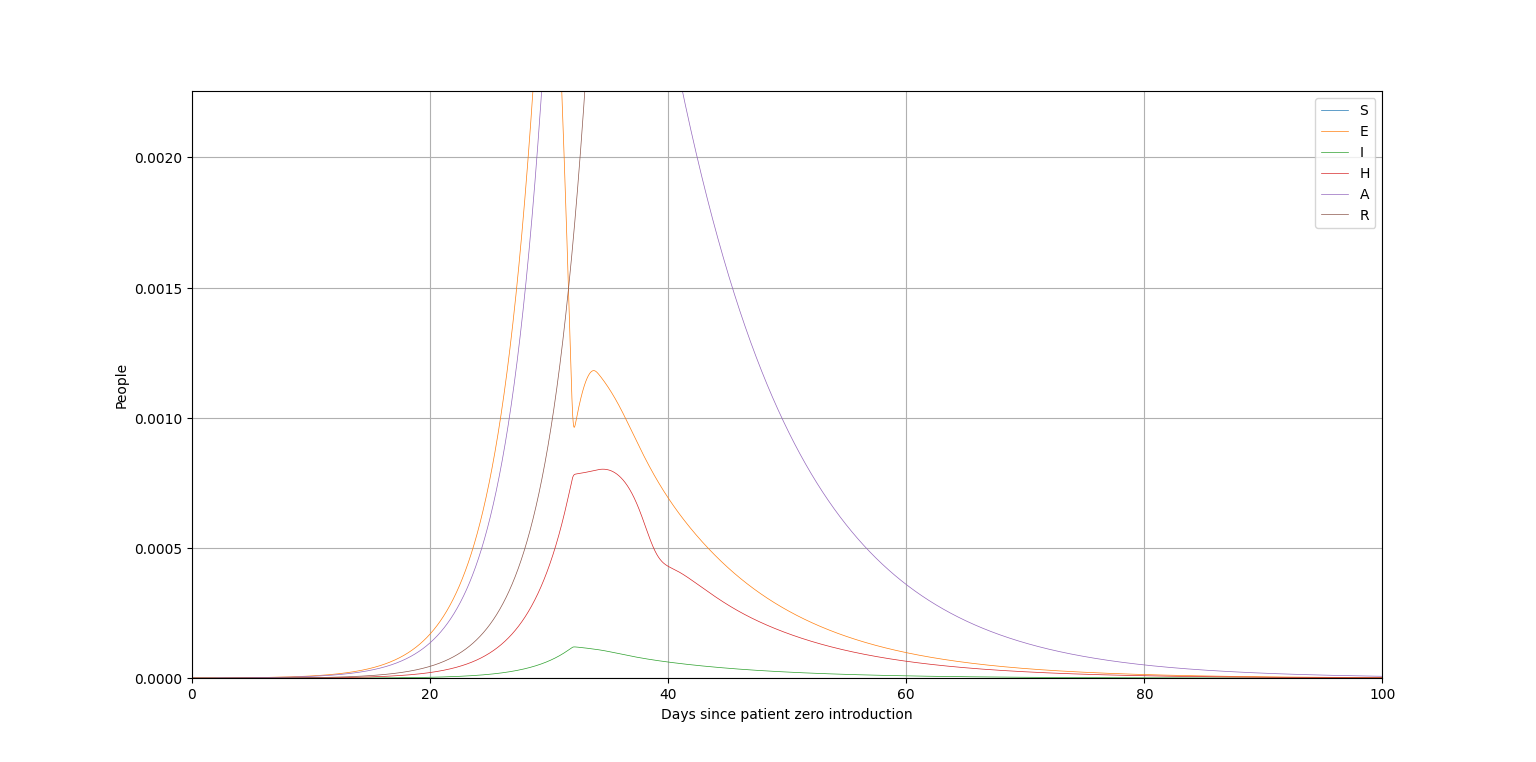 S
E
I
H
A
R
0.0020
0.0015
0.0010
0.0005
0.0000
People
0 20 40 60 80 100
Days since patient zero introduction